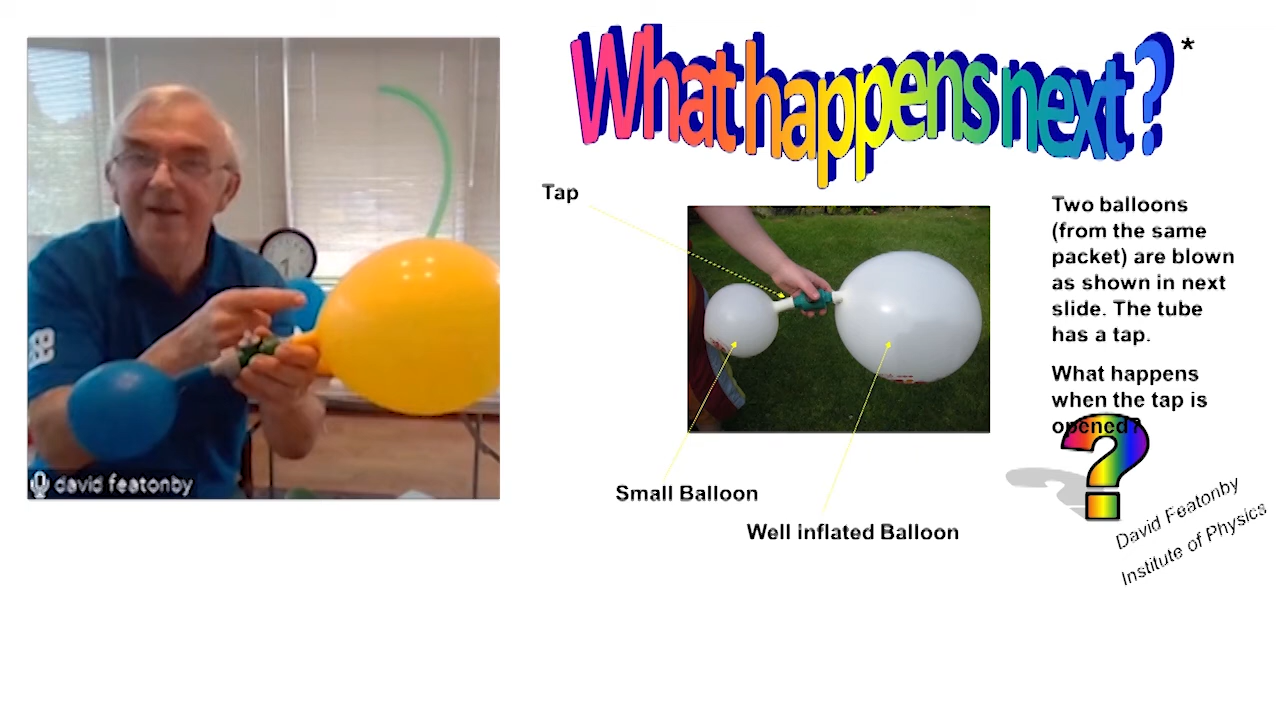 What happens next?*
Tap
Two balloons
(from the same
packet) are blown
as shown in next
slide. The tube
has a tap.
What happens
when the tap is
opened?
Small Balloon
Well inflated Balloon
David Featonby
Institute of Physics
david featonby